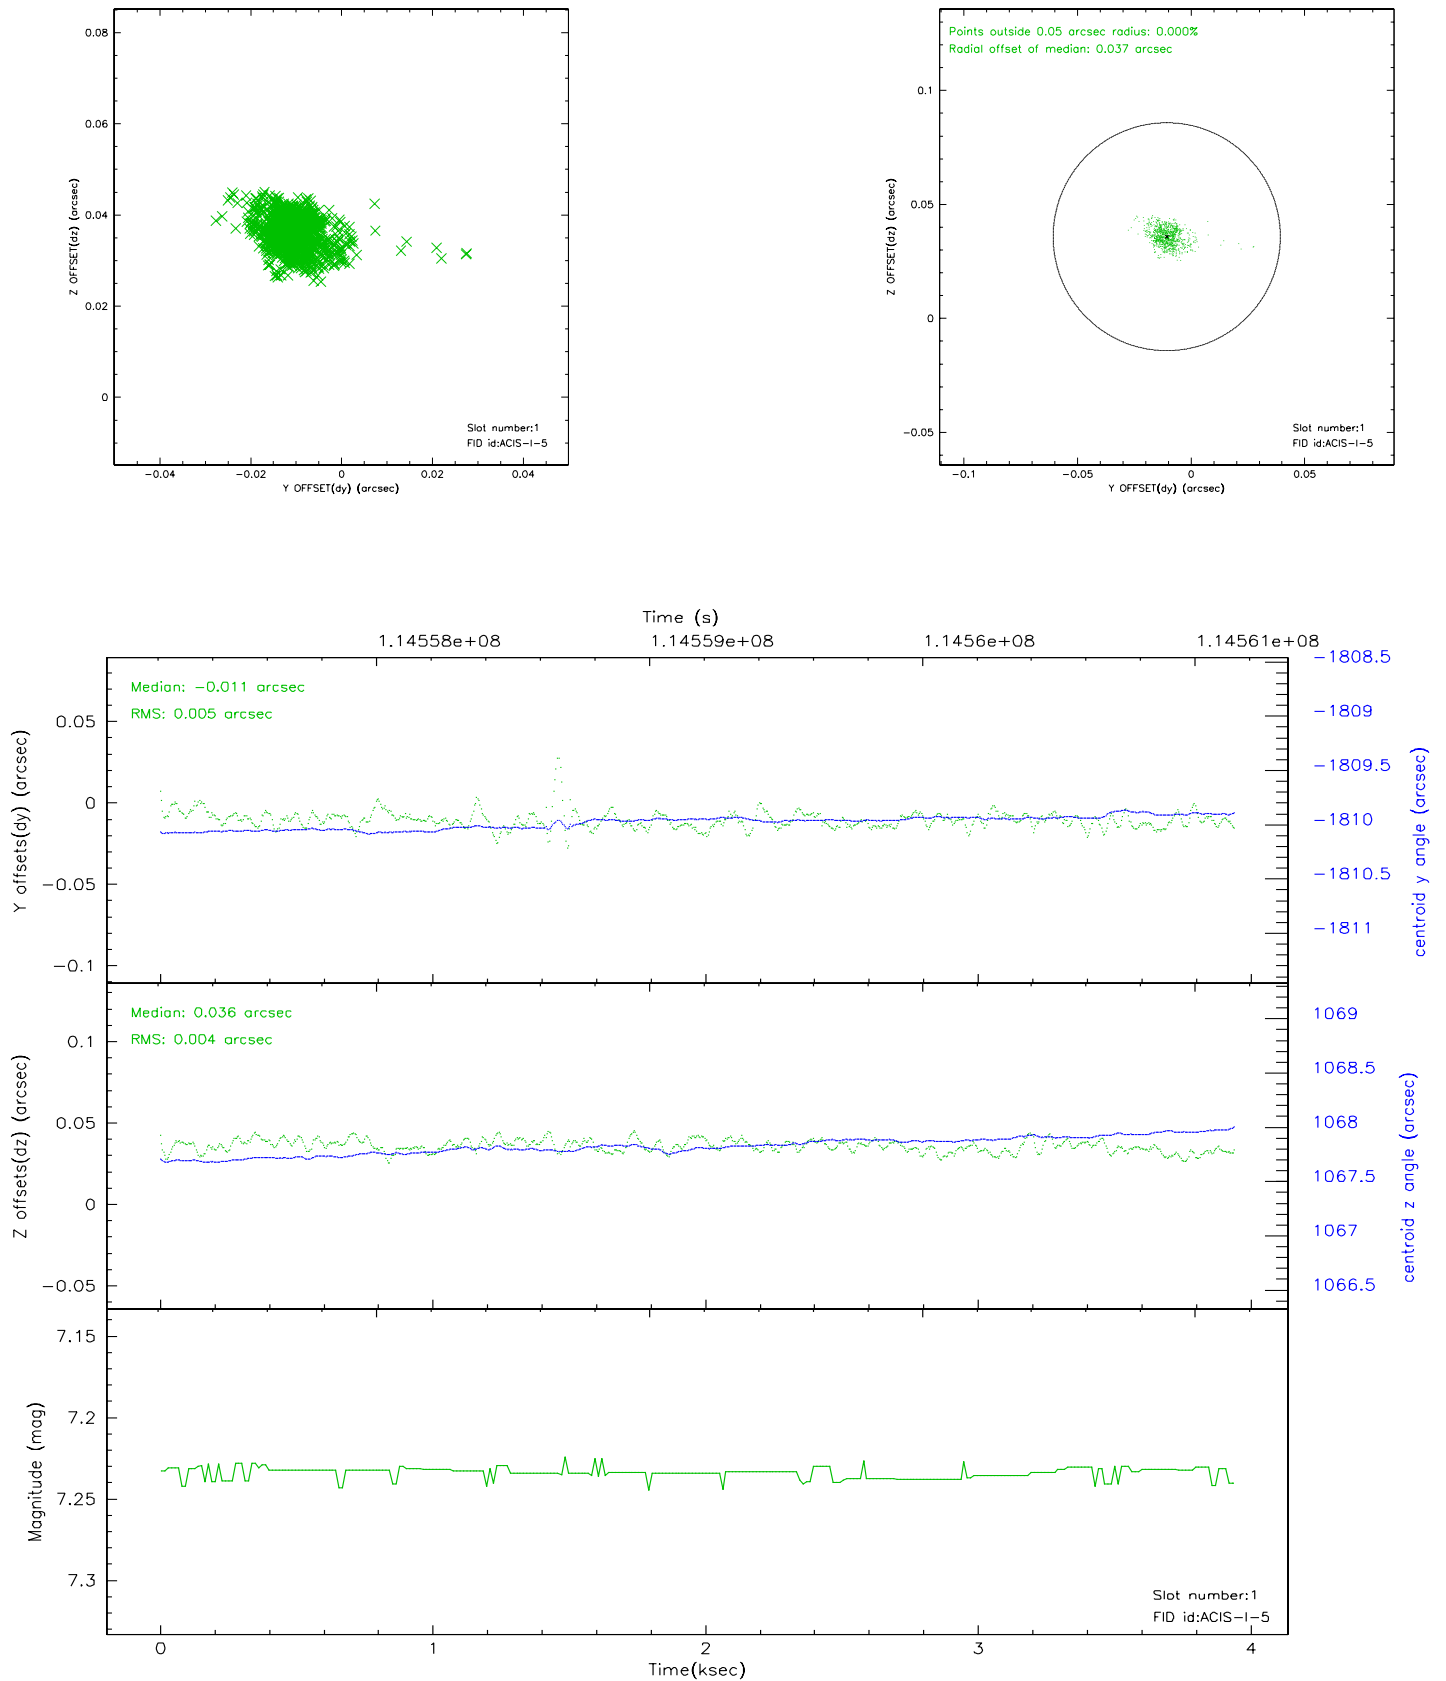 0.08
0.06
0.04
0.02
0
Z OFFSET(dz) (arcsec)
Slot number:1
FID id:ACIS-I-5
-0.04 -0.02 0 0.02 0.04
Y OFFSET(dy) (arcsec)
Points outside 0.05 arcsec radius: 0.000%
Radial offset of median: 0.037 arcsec
0.1
0.05
0
-0.05
Z OFFSET(dz) (arcsec)
Slot number:1
FID id:ACIS-I-5
-0.1 -0.05 0 0.05
Y OFFSET(dy) (arcsec)
Time (s)
1.14558e+08 1.14559e+08 1.1456e+08 1.14561e+08
Median: -0.011 arcsec
RMS: 0.005 arcsec
0.05
0
-0.05
-0.1
Y offsets(dy) (arcsec)
-1808.5
-1809
-1809.5
-1810
-1810.5
-1811
centroid y angle (arcsec)
Median: 0.036 arcsec
RMS: 0.004 arcsec
0.1
0.05
0
-0.05
Z offsets(dz) (arcsec)
1069
1068.5
1068
1067.5
1067
1066.5
centroid z angle (arcsec)
7.15
7.2
7.25
7.3
Magnitude (mag)
Slot number:1
FID id:ACIS-I-5
0 1 2 3 4
Time(ksec)